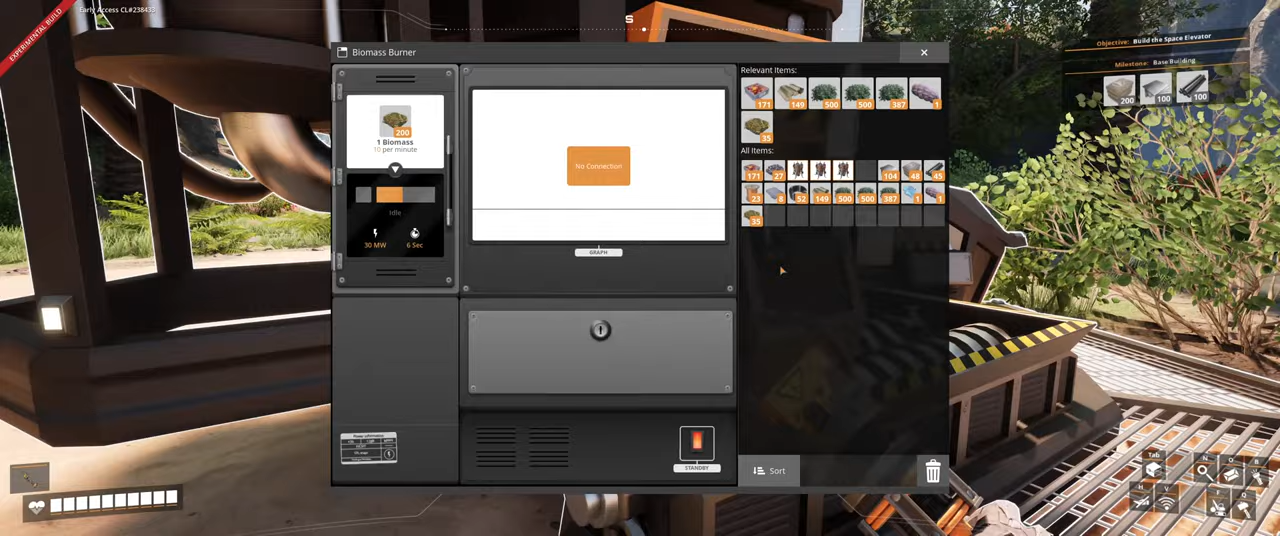 EXPERIMENTAL BUILD
Early Access CL#238433
S
Objective: Build the Space Elevator
Milestone: Base Building
200 100 100
Biomass Burner
200
1 Biomass
10 per minute
Idle
30 MW 6 Sec
No Connection
GRAPH
STANDBY
Relevant Items:
171 149 500 500 387 1
35
All Items:
171 27 104 48 45
23 8 52 149 500 500 387 1 1
35
Sort
Tab N O B
H V Q